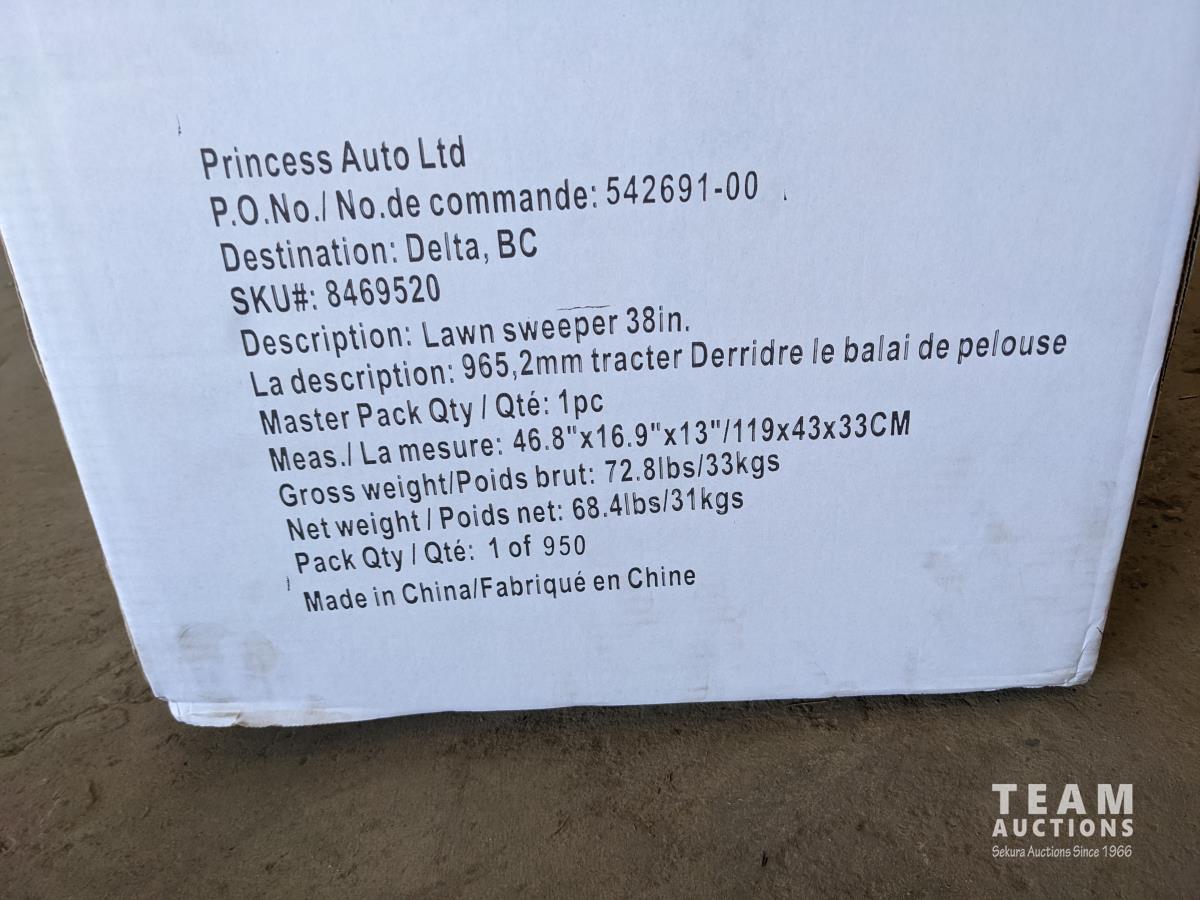 Princess Auto Ltd
P.O.No./ No.de commande: 542691-00
Destination: Delta, BC
SKU#: 8469520
Description: Lawn sweeper 38in.
La description: 965,2mm tracter Derridre le balai de pelouse
Master Pack Qty / Qté: 1pc
Meas./ La mesure: 46.8"x16.9"x13"/119x43x33CM
Gross weight/Poids brut: 72.8lbs/33kgs
Net weight / Poids net: 68.4lbs/31kgs
Pack Qty / Qté: 1 of 950
Made in China/Fabriqué en Chine
TEAM
AUCTIONS
Sekura Auctions Since 1966